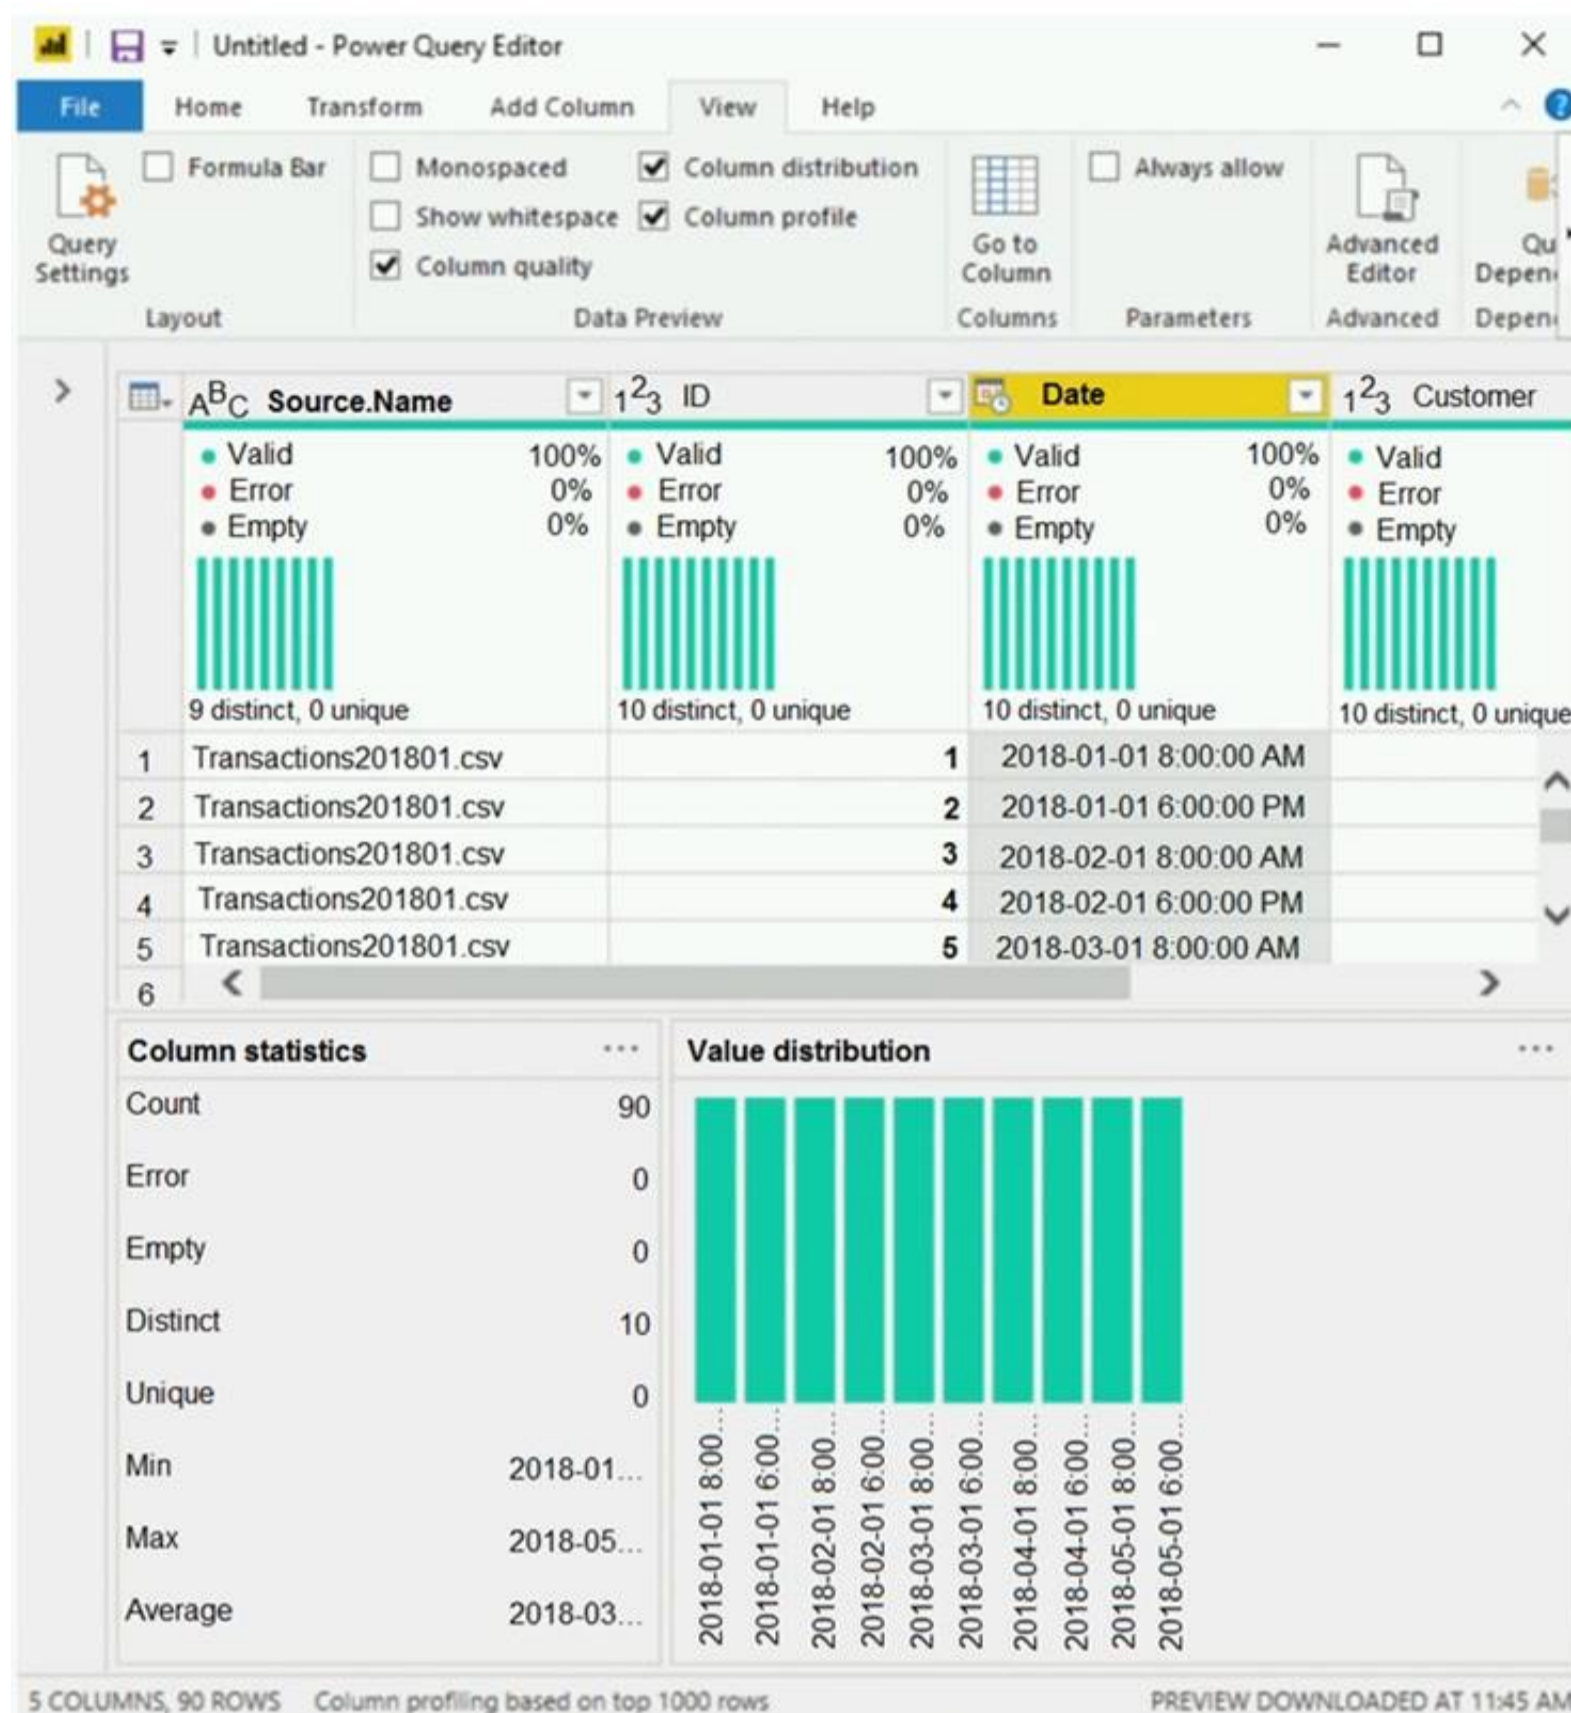 Untitled - Power Query Editor
File Home Transform Add Column View Help
Formula Bar Monospaced Column distribution Always allow
Show whitespace Column profile
Column quality
Query Settings
Go to Column
Advanced Editor
Qu
Depen
Layout Data Preview Columns Parameters Advanced Depen
ABC Source.Name 123 ID Date 123 Customer
Valid 100% Valid 100% Valid 100% Valid
Error 0% Error 0% Error 0% Error
Empty 0% Empty 0% Empty 0% Empty
9 distinct, 0 unique 10 distinct, 0 unique 10 distinct, 0 unique 10 distinct, 0 unique
1 Transactions201801.csv 1 2018-01-01 8:00:00 AM
2 Transactions201801.csv 2 2018-01-01 6:00:00 PM
3 Transactions201801.csv 3 2018-02-01 8:00:00 AM
4 Transactions201801.csv 4 2018-02-01 6:00:00 PM
5 Transactions201801.csv 5 2018-03-01 8:00:00 AM
6
Column statistics ... Value distribution ...
Count 90
Error 0
Empty 0
Distinct 10
Unique 0
Min 2018-01...
Max 2018-05...
Average 2018-03...
2018-01-01 8:00...
2018-01-01 6:00...
2018-02-01 8:00...
2018-02-01 6:00...
2018-03-01 8:00...
2018-03-01 6:00...
2018-04-01 8:00...
2018-04-01 6:00...
2018-05-01 8:00...
2018-05-01 6:00...
5 COLUMNS, 90 ROWS Column profiling based on top 1000 rows PREVIEW DOWNLOADED AT 11:45 AM